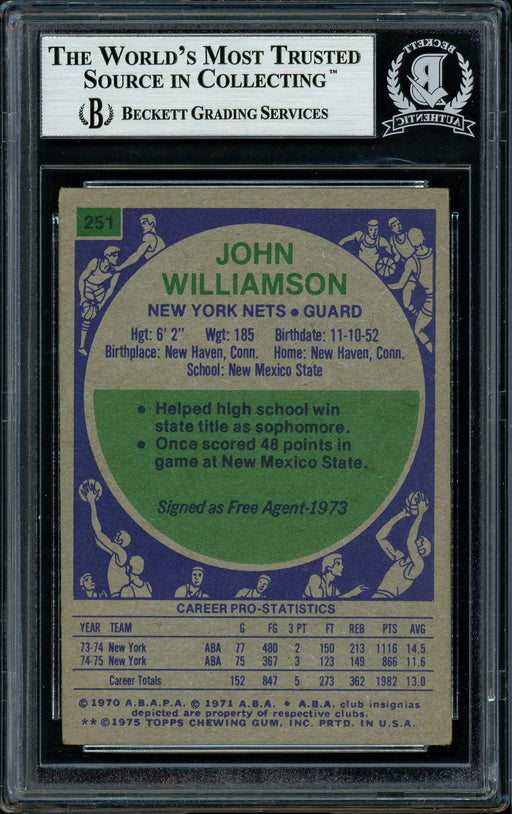 THE WORLD'S MOST TRUSTED
SOURCE IN COLLECTING™
B BECKETT GRADING SERVICES
BECKETT
B
AUTHENTIC
251
JOHN
WILLIAMSON
NEW YORK NETS • GUARD
Hgt: 6' 2" Wgt: 185 Birthdate: 11-10-52
Birthplace: New Haven, Conn. Home: New Haven, Conn.
School: New Mexico State
• Helped high school win
state title as sophomore.
• Once scored 48 points in
game at New Mexico State.
Signed as Free Agent-1973
CAREER PRO-STATISTICS
YEAR TEAM G FG 3 PT FT REB PTS AVG
73-74 New York ABA 77 480 2 150 213 1116 14.5
74-75 New York ABA 75 367 3 123 149 866 11.6
Career Totals 152 847 5 273 362 1982 13.0
© 1970 A.B.A.P.A. © 1971 A.B.A. • A.B.A. club insignias
depicted are property of respective clubs.
** © 1975 TOPPS CHEWING GUM, INC. PRTD. IN U.S.A.